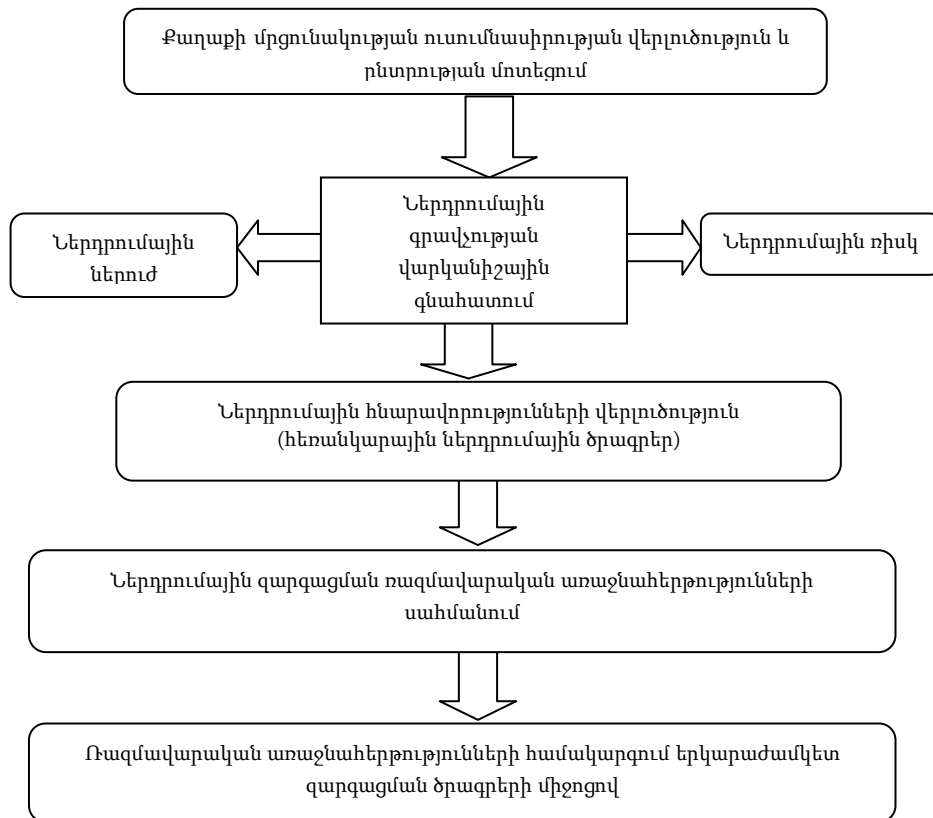 Քաղաքի մրցունակության ուսումնասիրության վերլուծություն և
ընտրության մոտեցում
Ներդրումային
գրավչության
վարկանիշային
գնահատում
Ներդրումային
ներուժ
Ներդրումային ռիսկ
Ներդրումային հնարավորությունների վերլուծություն
(հեռանկարային ներդրումային ծրագրեր)
Ներդրումային զարգացման ռազմավարական առաջնահերթությունների
սահմանում
Ռազմավարական առաջնահերթությունների համակարգում երկարաժամկետ
զարգացման ծրագրերի միջոցով